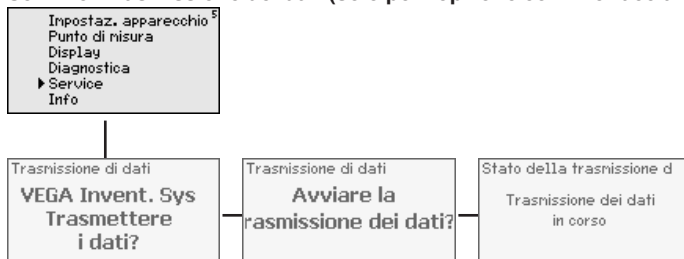 Impostaz. apparecchio 5
Punto di misura
Display
Diagnostica
Service
Info
Trasmissione di dati
VEGA Invent. Sys
Trasmettere
i dati?
Trasmissione di dati
Avviare la
rasmissione dei dati?
Stato della trasmissione d
Trasmissione dei dati
in corso